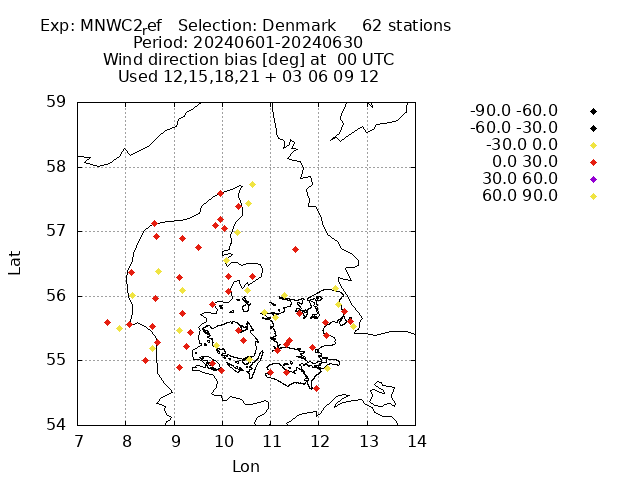 Exp: MNWC2ref Selection: Denmark 62 stations
Period: 20240601-20240630
Wind direction bias [deg] at 00 UTC
Used 12,15,18,21 + 03 06 09 12
-90.0 -60.0
-60.0 -30.0
-30.0 0.0
0.0 30.0
30.0 60.0
60.0 90.0
59
58
57
56
55
54
Lat
7 8 9 10 11 12 13 14
Lon